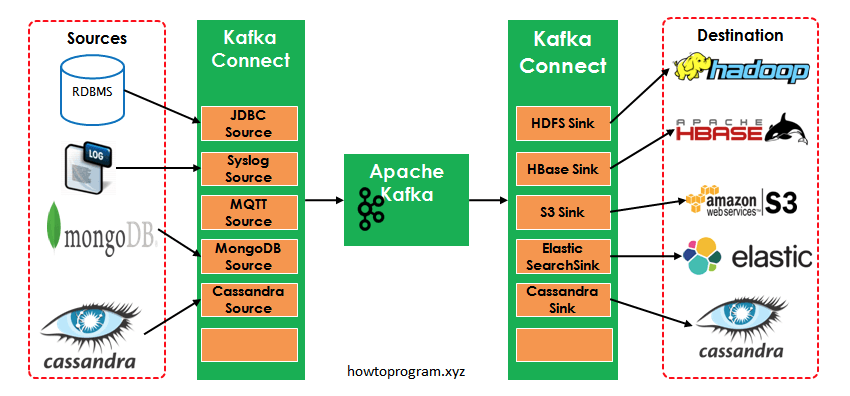 Sources
RDBMS
LOG
mongoDB
cassandra
Kafka
Connect
JDBC
Source
Syslog
Source
MQTT
Source
MongoDB
Source
Cassandra
Source
Apache
Kafka
Kafka
Connect
HDFS Sink
HBase Sink
S3 Sink
Elastic
SearchSink
Cassandra
Sink
Destination
hadoop
APACHE
HBASE
amazon
web services™
S3
elastic
cassandra
howtoprogram.xyz